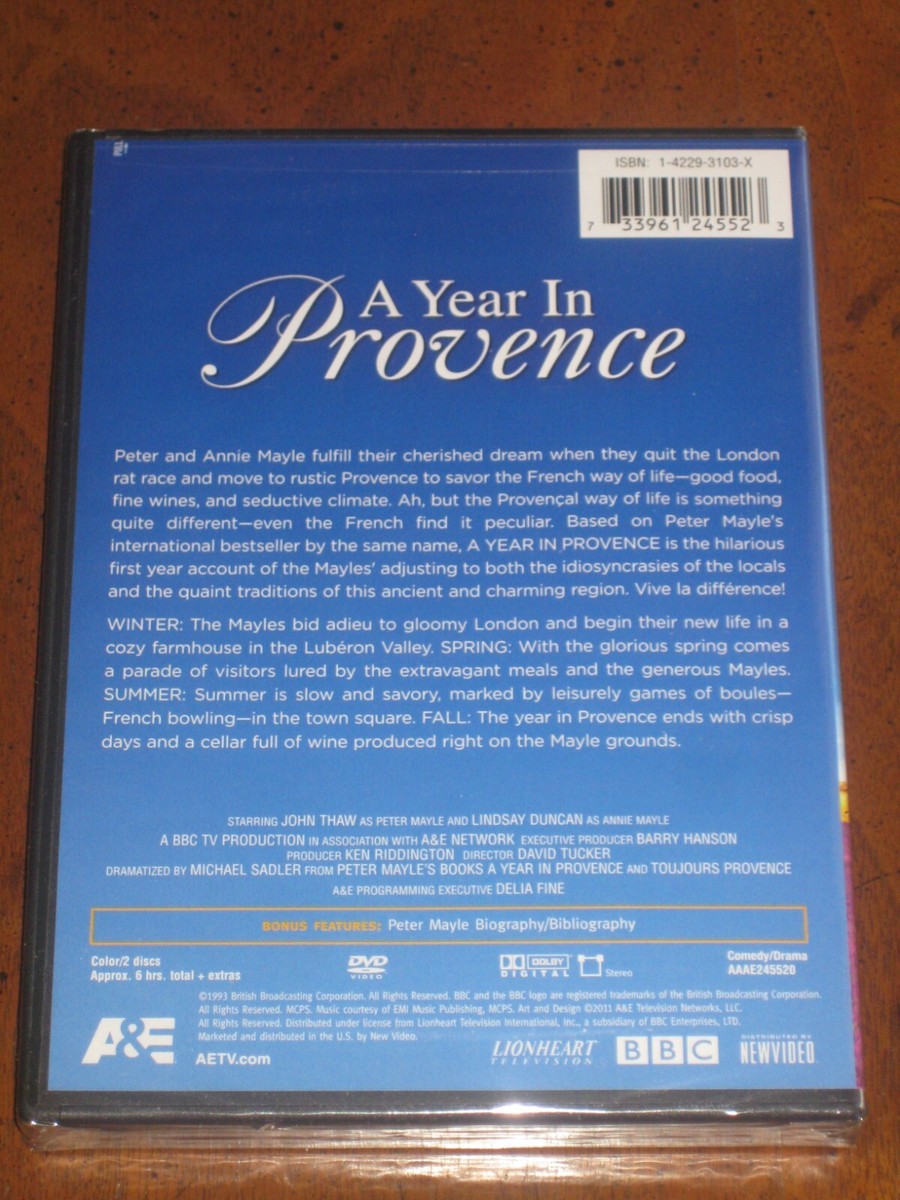 PULL
ISBN: 1-4229-3103-X
7 33961 24552 3
A Year In
Provence
Peter and Annie Mayle fulfill their cherished dream when they quit the London
rat race and move to rustic Provence to savor the French way of life—good food,
fine wines, and seductive climate. Ah, but the Provençal way of life is something
quite different—even the French find it peculiar. Based on Peter Mayle's
international bestseller by the same name, A YEAR IN PROVENCE is the hilarious
first year account of the Mayles' adjusting to both the idiosyncrasies of the locals
and the quaint traditions of this ancient and charming region. Vive la différence!
WINTER: The Mayles bid adieu to gloomy London and begin their new life in a
cozy farmhouse in the Lubéron Valley. SPRING: With the glorious spring comes
a parade of visitors lured by the extravagant meals and the generous Mayles.
SUMMER: Summer is slow and savory, marked by leisurely games of boules—
French bowling—in the town square. FALL: The year in Provence ends with crisp
days and a cellar full of wine produced right on the Mayle grounds.
STARRING JOHN THAW AS PETER MAYLE AND LINDSAY DUNCAN AS ANNIE MAYLE
A BBC TV PRODUCTION IN ASSOCIATION WITH A&E NETWORK EXECUTIVE PRODUCER BARRY HANSON
PRODUCER KEN RIDDINGTON DIRECTOR DAVID TUCKER
DRAMATIZED BY MICHAEL SADLER FROM PETER MAYLE'S BOOKS A YEAR IN PROVENCE AND TOUJOURS PROVENCE
A&E PROGRAMMING EXECUTIVE DELIA FINE
BONUS FEATURES: Peter Mayle Biography/Bibliography
Color/2 discs
Approx. 6 hrs. total + extras
DVD
VIDEO
DOLBY
DIGITAL
Stereo
Comedy/Drama
AAAE245520
©1993 British Broadcasting Corporation. All Rights Reserved. BBC and the BBC logo are registered trademarks of the British Broadcasting Corporation.
All Rights Reserved. MCPS. Music courtesy of EMI Music Publishing, MCPS. Art and Design ©2011 A&E Television Networks, LLC.
All Rights Reserved. Distributed under license from Lionheart Television International, Inc., a subsidiary of BBC Enterprises, LTD.
Marketed and distributed in the U.S. by New Video.
A&E
AETV.com
LIONHEART
TELEVISION
BBC
DISTRIBUTED BY
NEWVIDEO